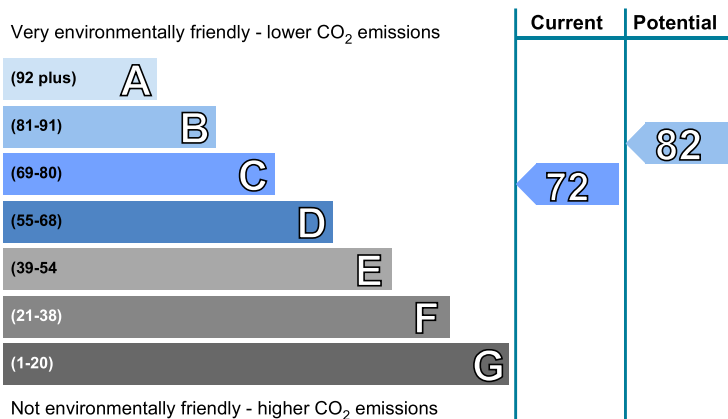 Very environmentally friendly - lower CO2 emissions
Current
Potential
(92 plus) A
(81-91) B
82
(69-80) C
72
(55-68) D
(39-54 E
(21-38) F
(1-20) G
Not environmentally friendly - higher CO2 emissions